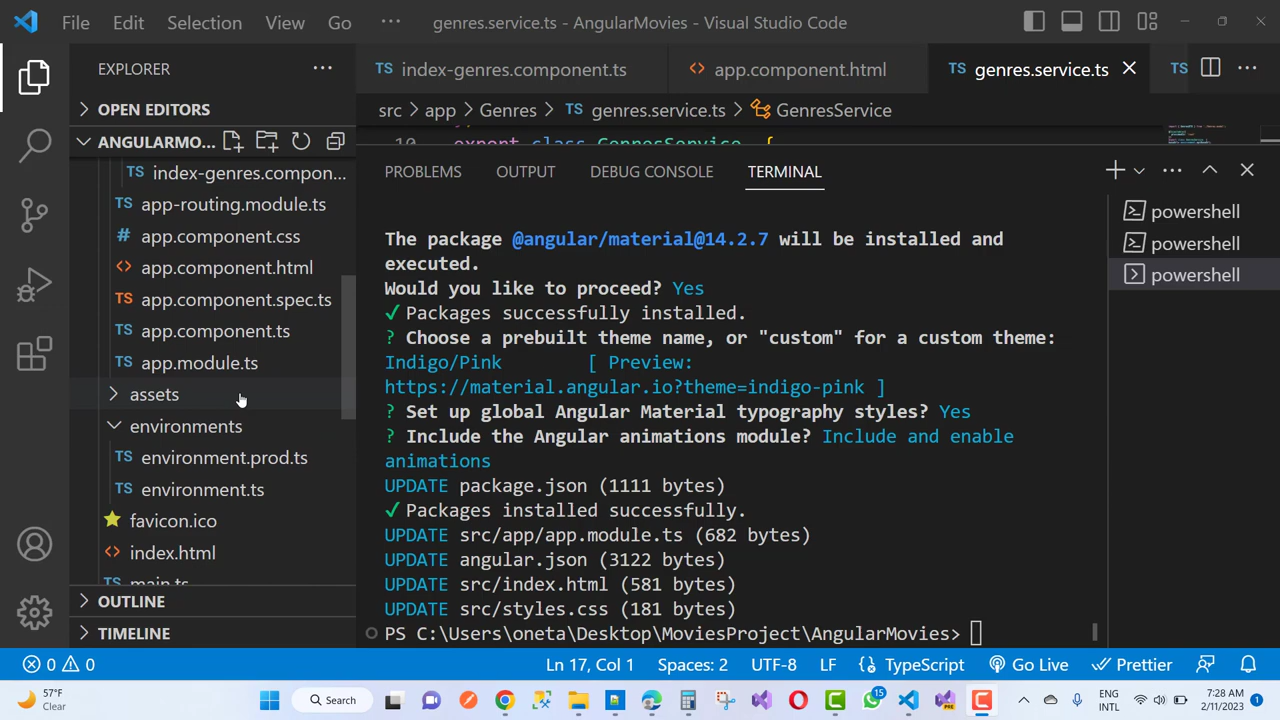 File Edit Selection View Go ··· genres.service.ts - AngularMovies - Visual Studio Code
EXPLORER ···
OPEN EDITORS
ANGULARMO...
index-genres.compon...
app-routing.module.ts
app.component.css
app.component.html
app.component.spec.ts
app.component.ts
app.module.ts
assets
environments
environment.prod.ts
environment.ts
favicon.ico
index.html
main.ts
OUTLINE
TIMELINE
TS index-genres.component.ts <> app.component.html TS genres.service.ts TS ···
src > app > Genres > TS genres.service.ts > GenresService
10 export class GenresService {
PROBLEMS OUTPUT DEBUG CONSOLE TERMINAL ···
The package @angular/material@14.2.7 will be installed and
executed.
Would you like to proceed? Yes
✓ Packages successfully installed.
? Choose a prebuilt theme name, or "custom" for a custom theme:
Indigo/Pink [ Preview:
https://material.angular.io?theme=indigo-pink ]
? Set up global Angular Material typography styles? Yes
? Include the Angular animations module? Include and enable
animations
UPDATE package.json (1111 bytes)
✓ Packages installed successfully.
UPDATE src/app/app.module.ts (682 bytes)
UPDATE angular.json (3122 bytes)
UPDATE src/index.html (581 bytes)
UPDATE src/styles.css (181 bytes)
PS C:\Users\oneta\Desktop\MoviesProject\AngularMovies>
powershell
powershell
powershell
0 0 Ln 17, Col 1 Spaces: 2 UTF-8 LF {} TypeScript Go Live Prettier
57°F
Clear
Search
15
ENG
INTL
7:28 AM
2/11/2023
1